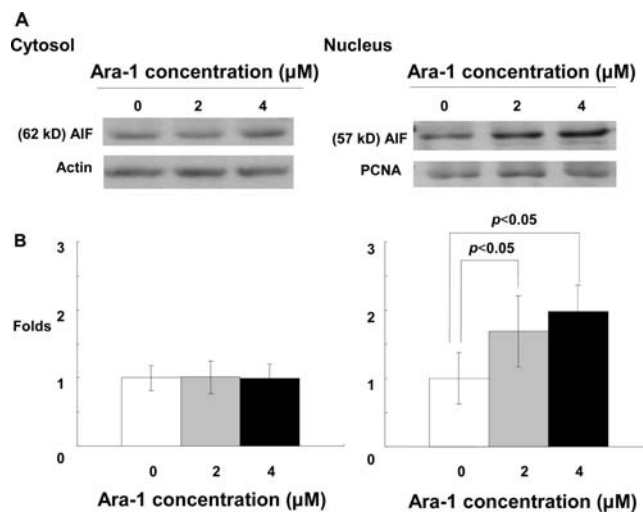 A
Cytosol
Nucleus
Ara-1 concentration (µM)
Ara-1 concentration (µM)
0 2 4
0 2 4
(62 kD) AIF
(57 kD) AIF
Actin
PCNA
B
3
2
Folds
1
0
0 2 4
Ara-1 concentration (µM)
p<0.05
p<0.05
3
2
1
0
0 2 4
Ara-1 concentration (µM)